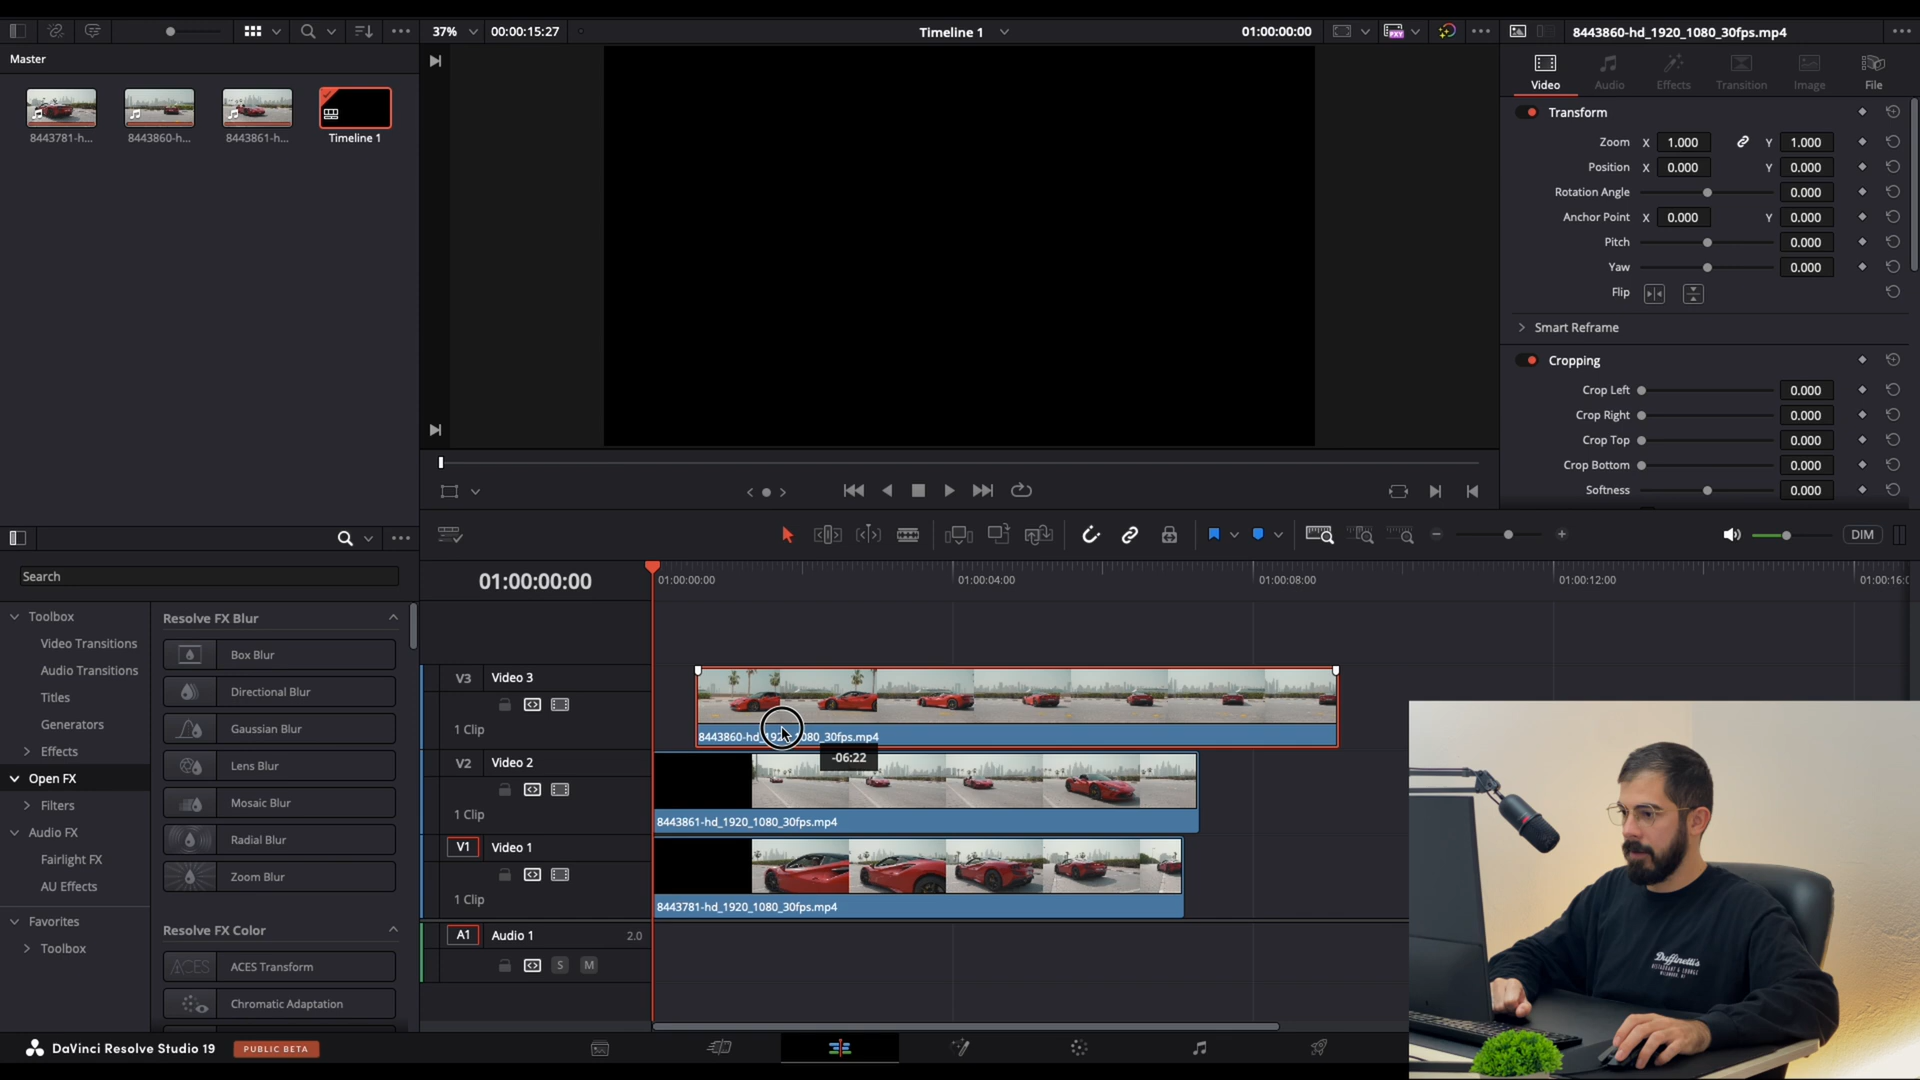 37% 00:00:15:27 Timeline 1 01:00:00:00 PXY 8443860-hd_1920_1080_30fps.mp4
Master
Video Audio Effects Transition Image File
8443781-h... 8443860-h... 8443861-h... Timeline 1
Transform
Zoom X 1.000 Y 1.000
Position X 0.000 Y 0.000
Rotation Angle 0.000
Anchor Point X 0.000 Y 0.000
Pitch 0.000
Yaw 0.000
Flip
Smart Reframe
Cropping
Crop Left 0.000
Crop Right 0.000
Crop Top 0.000
Crop Bottom 0.000
Softness 0.000
DIM
Search
Toolbox
Video Transitions
Audio Transitions
Titles
Generators
Effects
Open FX
Filters
Audio FX
Fairlight FX
AU Effects
Favorites
Toolbox
Resolve FX Blur
Box Blur
Directional Blur
Gaussian Blur
Lens Blur
Mosaic Blur
Radial Blur
Zoom Blur
Resolve FX Color
ACES ACES Transform
Chromatic Adaptation
01:00:00:00
01:00:00:00 01:00:04:00 01:00:08:00 01:00:12:00 01:00:16:0
V3 Video 3
1 Clip
8443860-hd_1920_1080_30fps.mp4
-06:22
V2 Video 2
1 Clip
8443861-hd_1920_1080_30fps.mp4
V1 Video 1
1 Clip
8443781-hd_1920_1080_30fps.mp4
A1 Audio 1 2.0
S M
Duffinetti's
RESTAURANT & LOUNGE
DaVinci Resolve Studio 19 PUBLIC BETA